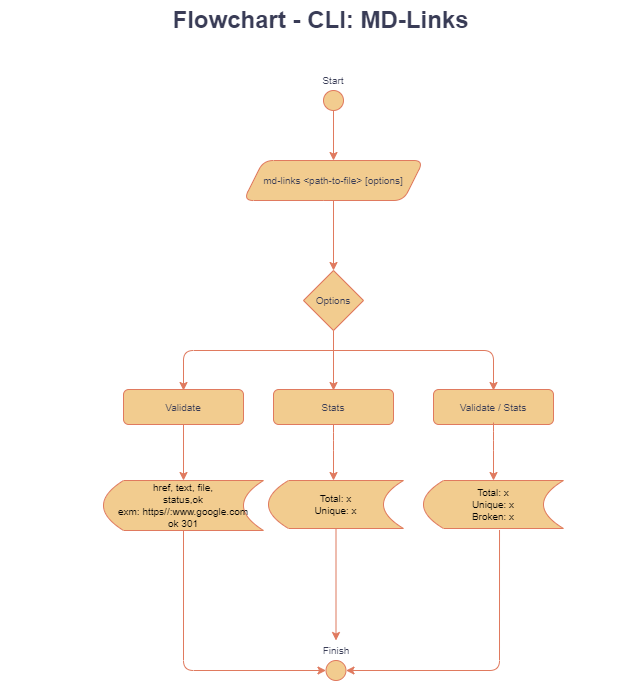 Flowchart - CLI: MD-Links
Start
md-links <path-to-file> [options]
Options
Validate
Stats
Validate / Stats
href, text, file,
status,ok
exm: https//:www.google.com
ok 301
Total: x
Unique: x
Total: x
Unique: x
Broken: x
Finish